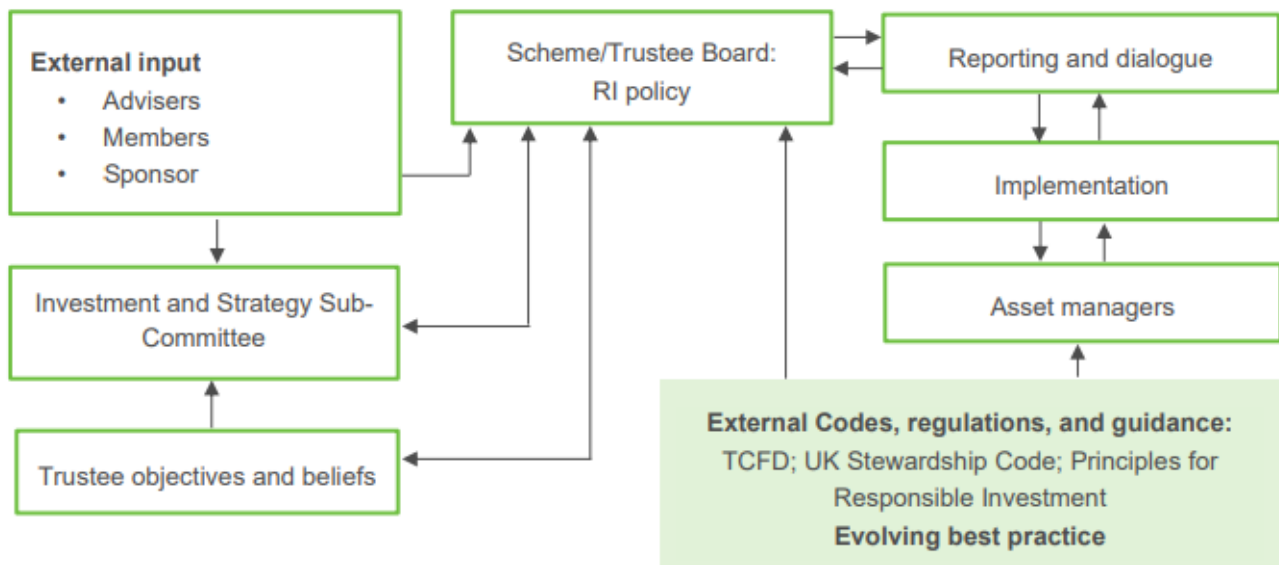 External input
• Advisers
• Members
• Sponsor
Scheme/Trustee Board:
RI policy
Reporting and dialogue
Implementation
Asset managers
Investment and Strategy Sub-
Committee
Trustee objectives and beliefs
External Codes, regulations, and guidance:
TCFD; UK Stewardship Code; Principles for
Responsible Investment
Evolving best practice